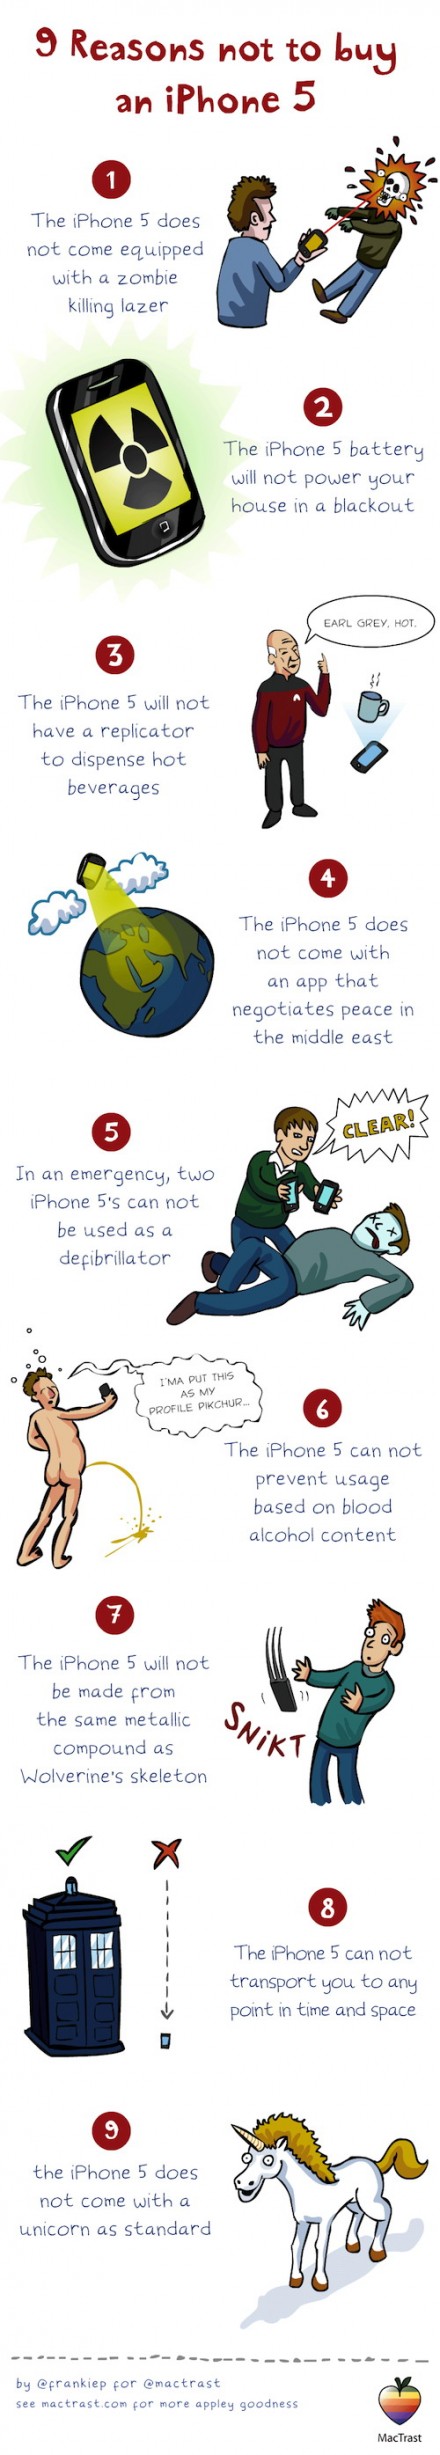 9 Reasons not to buy
an iPhone 5
1
The iPhone 5 does
not come equipped
with a zombie
killing lazer
2
The iPhone 5 battery
will not power your
house in a blackout
EARL GREY, HOT.
3
The iPhone 5 will not
have a replicator
to dispense hot
beverages
4
The iPhone 5 does
not come with
an app that
negotiates peace in
the middle east
CLEAR!
5
In an emergency, two
iPhone 5's can not
be used as a
defibrillator
I'MA PUT THIS
AS MY
PROFILE PIKCHUR...
6
The iPhone 5 can not
prevent usage
based on blood
alcohol content
7
The iPhone 5 will not
be made from
the same metallic
compound as
Wolverine's skeleton
SNiKT
8
The iPhone 5 can not
transport you to any
point in time and space
9
the iPhone 5 does
not come with a
unicorn as standard
by @frankiep for @mactrast
see mactrast.com for more appley goodness
MacTrast